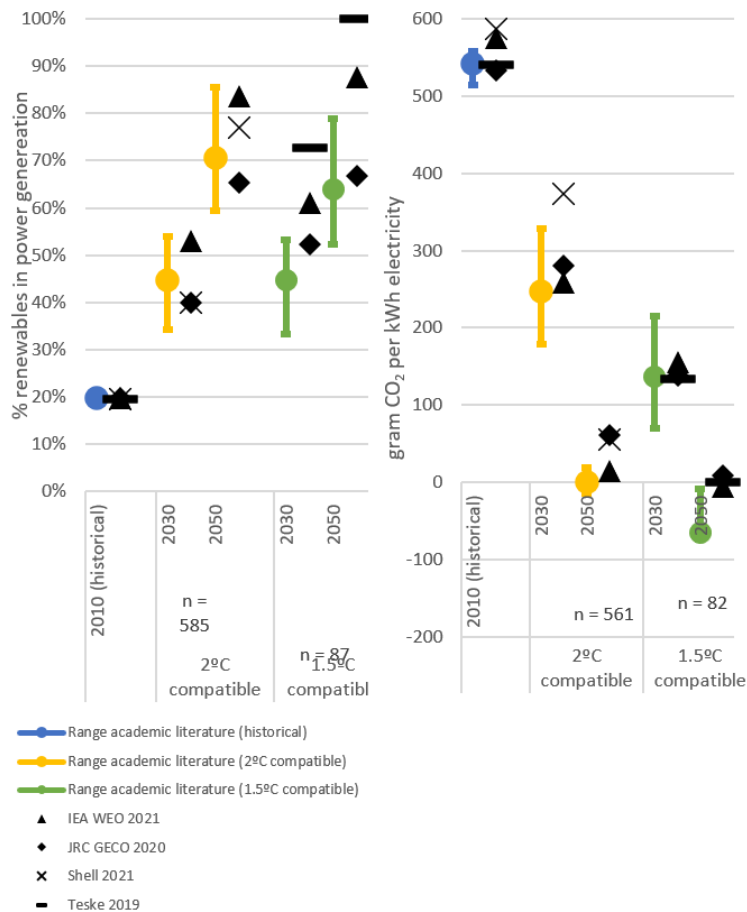 % renewables in power genereation
100%
90%
80%
70%
60%
50%
40%
30%
20%
10%
0%
2010 (historical)
2030
2050
2030
2050
n =
585
n = 87
2ºC
compatible
1.5ºC
compatibl
gram CO₂ per kWh electricity
600
500
400
300
200
100
0
-100
-200
2010 (historical)
2030
2050
2030
2050
n = 561
n = 82
2ºC
compatible
1.5ºC
compatible
Range academic literature (historical)
Range academic literature (2ºC compatible)
Range academic literature (1.5ºC compatible)
IEA WEO 2021
JRC GECO 2020
Shell 2021
Teske 2019